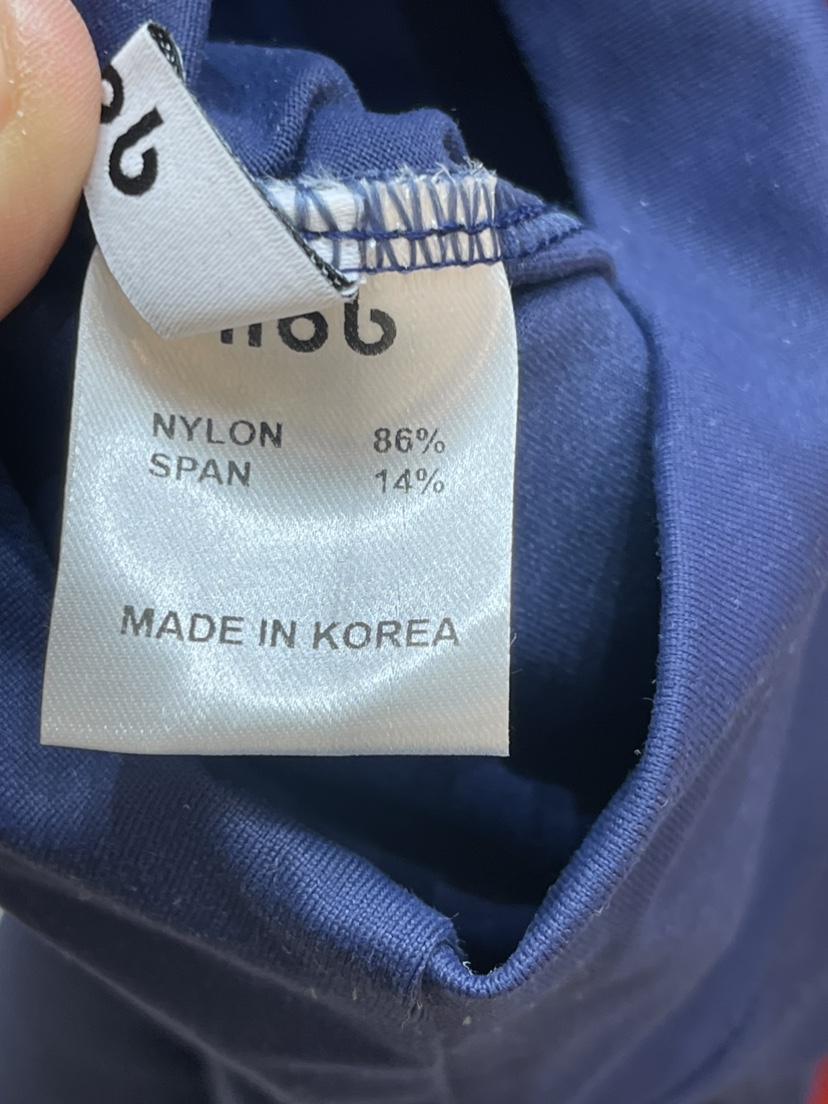 NYLON 86%
SPAN 14%
MADE IN KOREA